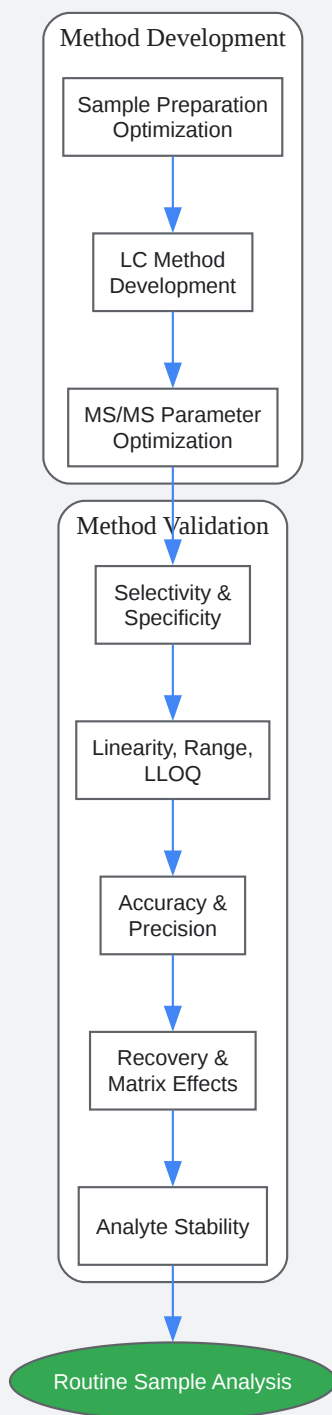 Method Development
Sample Preparation
Optimization
LC Method
Development
MS/MS Parameter
Optimization
Method Validation
Selectivity &
Specificity
Linearity, Range,
LLOQ
Accuracy &
Precision
Recovery &
Matrix Effects
Analyte Stability
Routine Sample Analysis